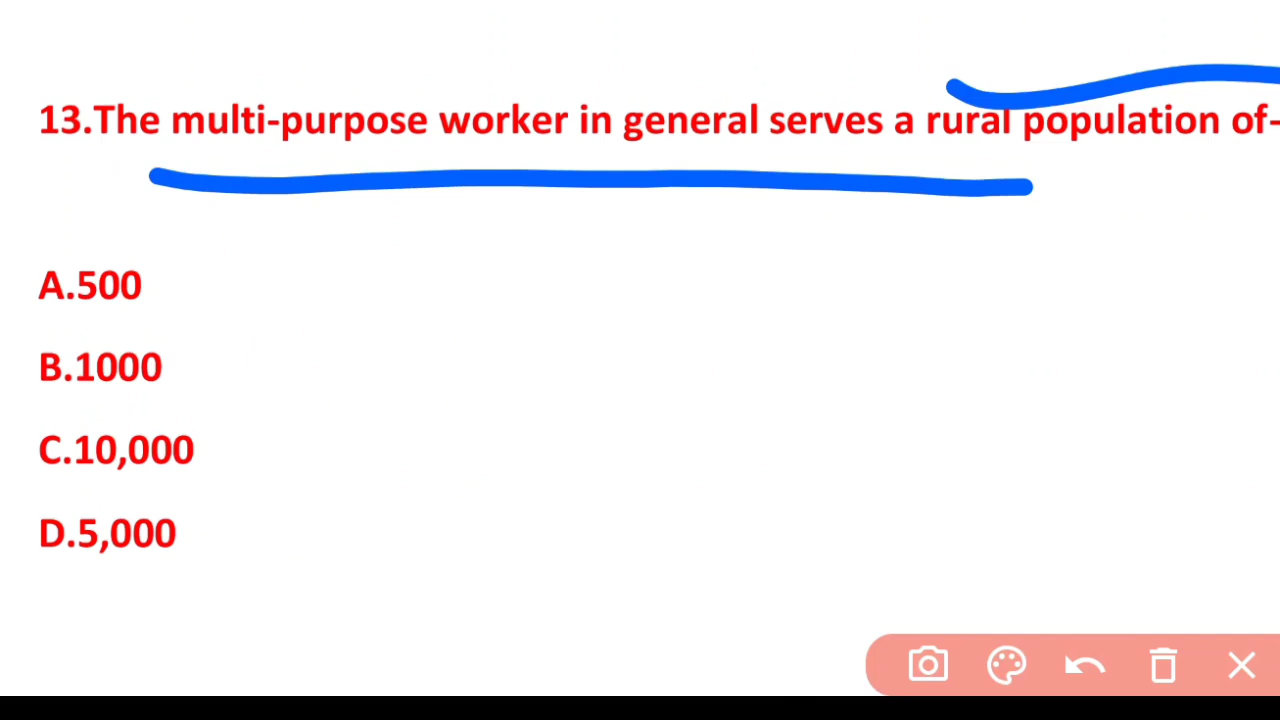 13.The multi-purpose worker in general serves a rural population of-
A.500
B.1000
C.10,000
D.5,000